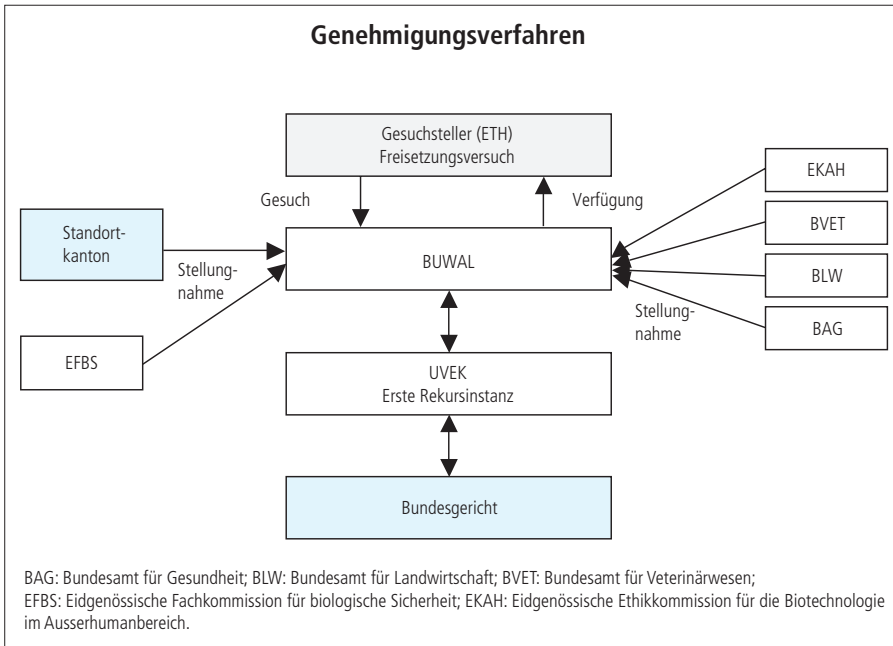 Genehmigungsverfahren
Gesuchsteller (ETH)
Freisetzungsversuch
Gesuch
Verfügung
EKAH
BVET
BLW
BAG
Standort-
kanton
Stellung-
nahme
BUWAL
Stellung-
nahme
EFBS
UVEK
Erste Rekursinstanz
Bundesgericht
BAG: Bundesamt für Gesundheit; BLW: Bundesamt für Landwirtschaft; BVET: Bundesamt für Veterinärwesen;
EFBS: Eidgenössische Fachkommission für biologische Sicherheit; EKAH: Eidgenössische Ethikkommission für die Biotechnologie
im Ausserhumanbereich.